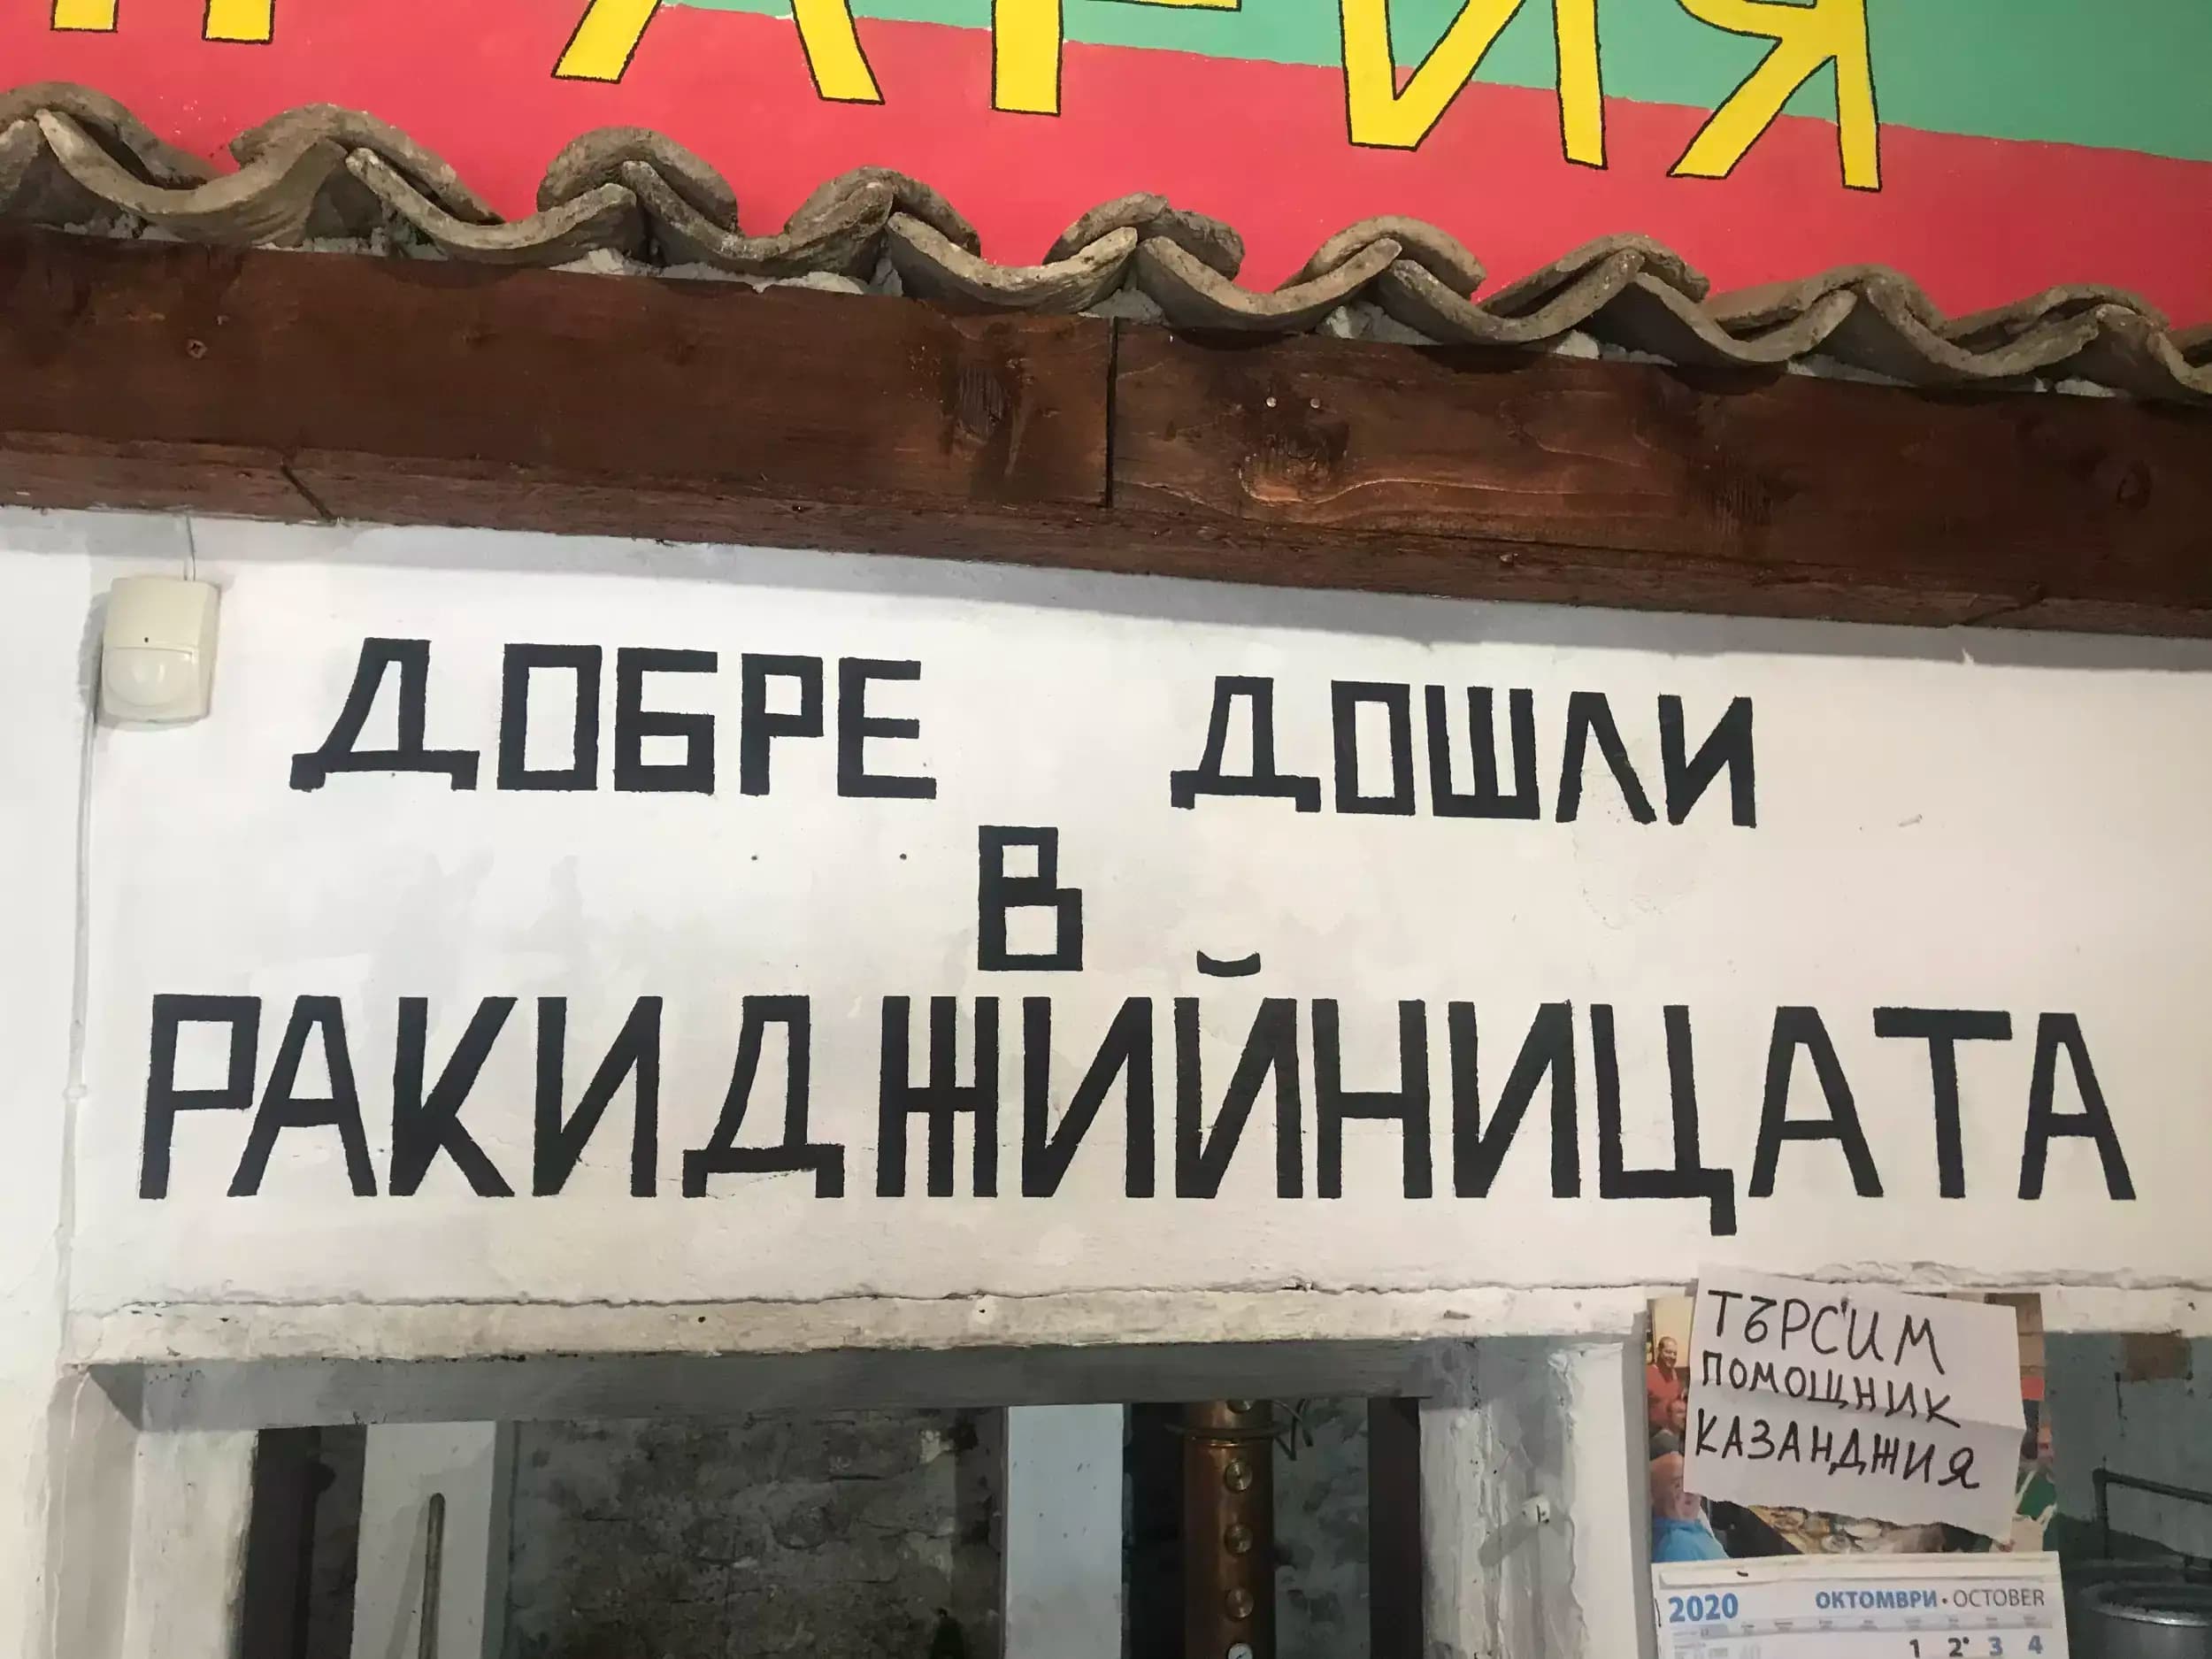 ДОБРЕ ДОШЛИ
В
РАКИДЖИЙНИЦАТА
ТЪРСИМ
ПОМОЩНИК
КАЗАНДЖИЯ
2020 ОКТОМВРИ • OCTOBER
1 2 3 4